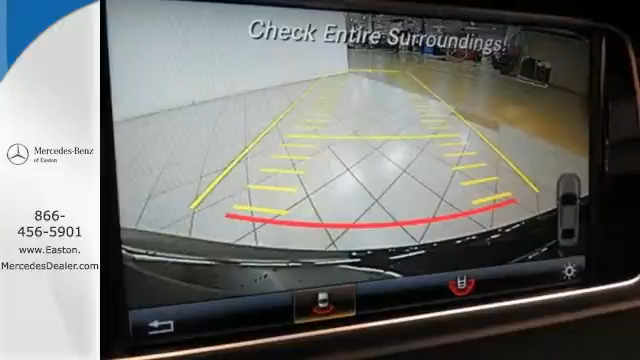 Check Entire Surroundings!
Mercedes-Benz
of Easton
866-
456-5901
www.Easton.
MercedesDealer.com